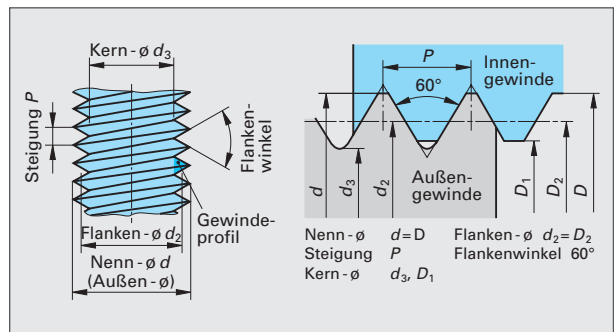 Kern-ø d₃
Steigung P
Flanken-
winkel
Gewinde-
profil
Flanken-ø d₂
Nenn-ø d
(Außen-ø)
P
Innen-
gewinde
60°
Außen-
gewinde
d
d₃
d₂
D₁
D₂
D
Nenn-ø d=D Flanken-ø d₂=D₂
Steigung P Flankenwinkel 60°
Kern-ø d₃, D₁